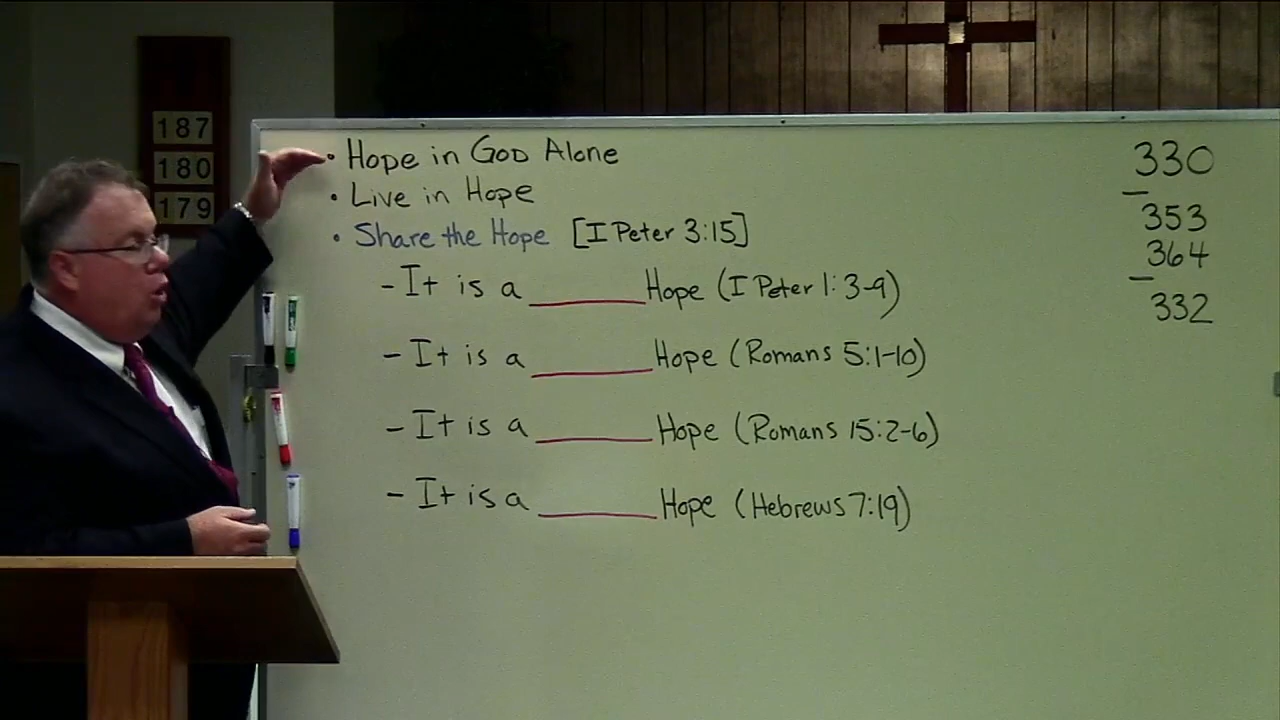 187
180
179
• Hope in God Alone
• Live in Hope
• Share the Hope [I Peter 3:15]
- It is a ______ Hope (I Peter 1:3-9)
- It is a ______ Hope (Romans 5:1-10)
- It is a ______ Hope (Romans 15:2-6)
- It is a ______ Hope (Hebrews 7:19)
330
—
353
364
—
332